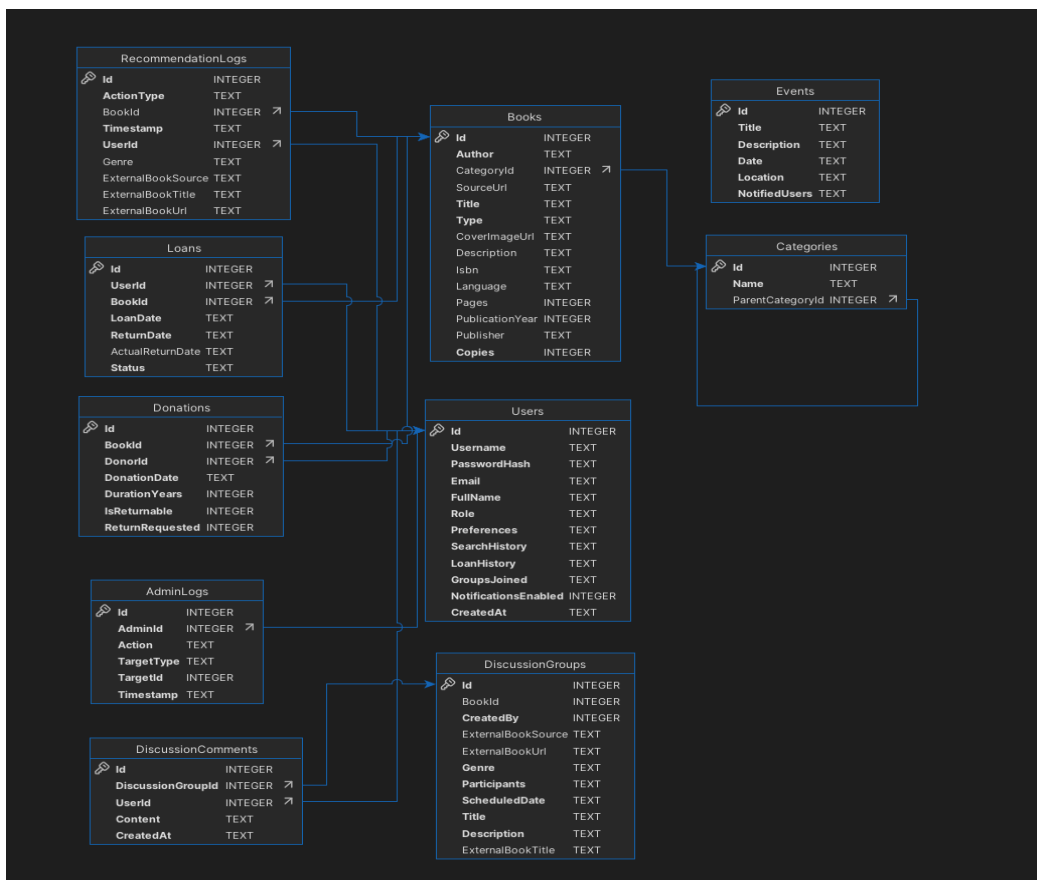 RecommendationLogs
Id INTEGER
ActionType TEXT
BookId INTEGER
Timestamp TEXT
UserId INTEGER
Genre TEXT
ExternalBookSource TEXT
ExternalBookTitle TEXT
ExternalBookUrl TEXT
Loans
Id INTEGER
UserId INTEGER
BookId INTEGER
LoanDate TEXT
ReturnDate TEXT
ActualReturnDate TEXT
Status TEXT
Donations
Id INTEGER
BookId INTEGER
DonorId INTEGER
DonationDate TEXT
DurationYears INTEGER
IsReturnable INTEGER
ReturnRequested INTEGER
AdminLogs
Id INTEGER
AdminId INTEGER
Action TEXT
TargetType TEXT
TargetId INTEGER
Timestamp TEXT
DiscussionComments
Id INTEGER
DiscussionGroupId INTEGER
UserId INTEGER
Content TEXT
CreatedAt TEXT
Books
Id INTEGER
Author TEXT
CategoryId INTEGER
SourceUrl TEXT
Title TEXT
Type TEXT
CoverImageUrl TEXT
Description TEXT
Isbn TEXT
Language TEXT
Pages INTEGER
PublicationYear INTEGER
Publisher TEXT
Copies INTEGER
Users
Id INTEGER
Username TEXT
PasswordHash TEXT
Email TEXT
FullName TEXT
Role TEXT
Preferences TEXT
SearchHistory TEXT
LoanHistory TEXT
GroupsJoined TEXT
NotificationsEnabled INTEGER
CreatedAt TEXT
DiscussionGroups
Id INTEGER
BookId INTEGER
CreatedBy INTEGER
ExternalBookSource TEXT
ExternalBookUrl TEXT
Genre TEXT
Participants TEXT
ScheduledDate TEXT
Title TEXT
Description TEXT
ExternalBookTitle TEXT
Events
Id INTEGER
Title TEXT
Description TEXT
Date TEXT
Location TEXT
NotifiedUsers TEXT
Categories
Id INTEGER
Name TEXT
ParentCategoryId INTEGER